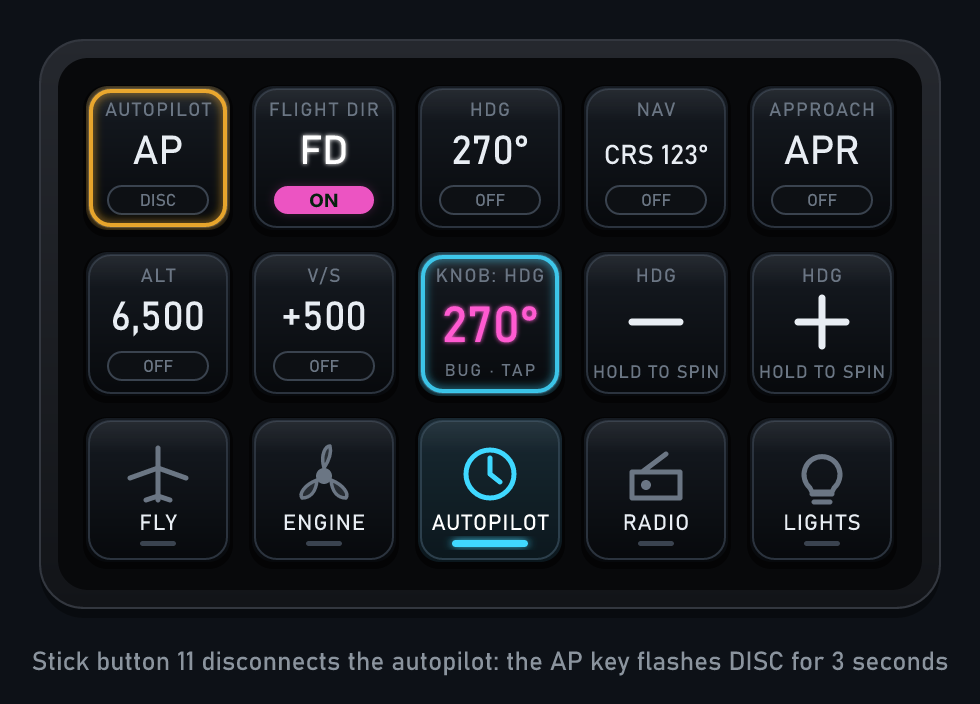 AUTOPILOT
AP
DISC
FLIGHT DIR
FD
ON
HDG
270°
OFF
NAV
CRS 123°
OFF
APPROACH
APR
OFF
ALT
6,500
OFF
V/S
+500
OFF
KNOB: HDG
270°
BUG · TAP
HDG
−
HOLD TO SPIN
HDG
+
HOLD TO SPIN
FLY
ENGINE
AUTOPILOT
RADIO
LIGHTS
Stick button 11 disconnects the autopilot: the AP key flashes DISC for 3 seconds